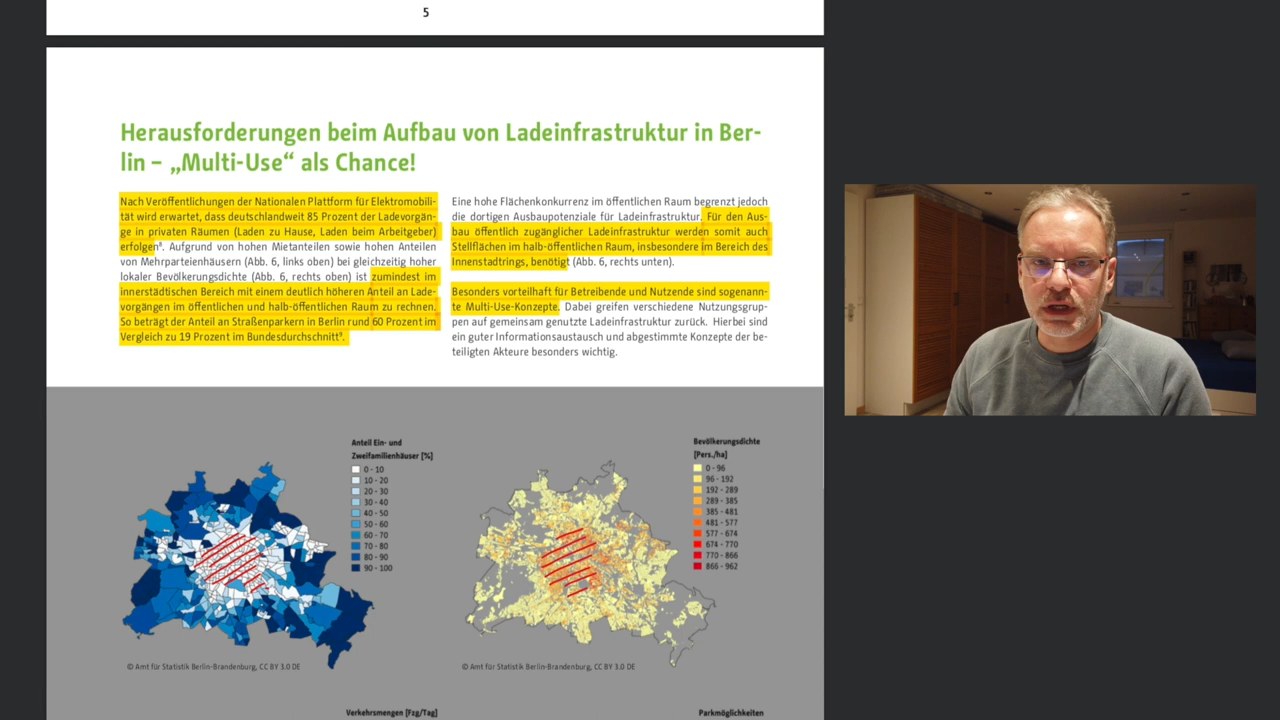 5
Herausforderungen beim Aufbau von Ladeinfrastruktur in Ber-
lin – „Multi-Use“ als Chance!
Nach Veröffentlichungen der Nationalen Plattform für Elektromobili-
tät wird erwartet, dass deutschlandweit 85 Prozent der Ladevorgän-
ge in privaten Räumen (Laden zu Hause, Laden beim Arbeitgeber)
erfolgen⁸. Aufgrund von hohen Mietanteilen sowie hohen Anteilen
von Mehrparteienhäusern (Abb. 6, links oben) bei gleichzeitig hoher
lokaler Bevölkerungsdichte (Abb. 6, rechts oben) ist zumindest im
innerstädtischen Bereich mit einem deutlich höheren Anteil an Lade-
vorgängen im öffentlichen und halb-öffentlichen Raum zu rechnen.
So beträgt der Anteil an Straßenparkern in Berlin rund 60 Prozent im
Vergleich zu 19 Prozent im Bundesdurchschnitt⁹.
Eine hohe Flächenkonkurrenz im öffentlichen Raum begrenzt jedoch
die dortigen Ausbaupotenziale für Ladeinfrastruktur. Für den Aus-
bau öffentlich zugänglicher Ladeinfrastruktur werden somit auch
Stellflächen im halb-öffentlichen Raum, insbesondere im Bereich des
Innenstadtrings, benötigt (Abb. 6, rechts unten).
Besonders vorteilhaft für Betreibende und Nutzende sind sogenann-
te Multi-Use-Konzepte. Dabei greifen verschiedene Nutzungsgrup-
pen auf gemeinsam genutzte Ladeinfrastruktur zurück. Hierbei sind
ein guter Informationsaustausch und abgestimmte Konzepte der be-
teiligten Akteure besonders wichtig.
Anteil Ein- und
Zweifamilienhäuser [%]
0 - 10
10 - 20
20 - 30
30 - 40
40 - 50
50 - 60
60 - 70
70 - 80
80 - 90
90 - 100
© Amt für Statistik Berlin-Brandenburg, CC BY 3.0 DE
Bevölkerungsdichte
[Pers./ha]
0 - 96
96 - 192
192 - 289
289 - 385
385 - 481
481 - 577
577 - 674
674 - 770
770 - 866
866 - 962
© Amt für Statistik Berlin-Brandenburg, CC BY 3.0 DE
Verkehrsmengen [Fzg/Tag]
Parkmöglichkeiten